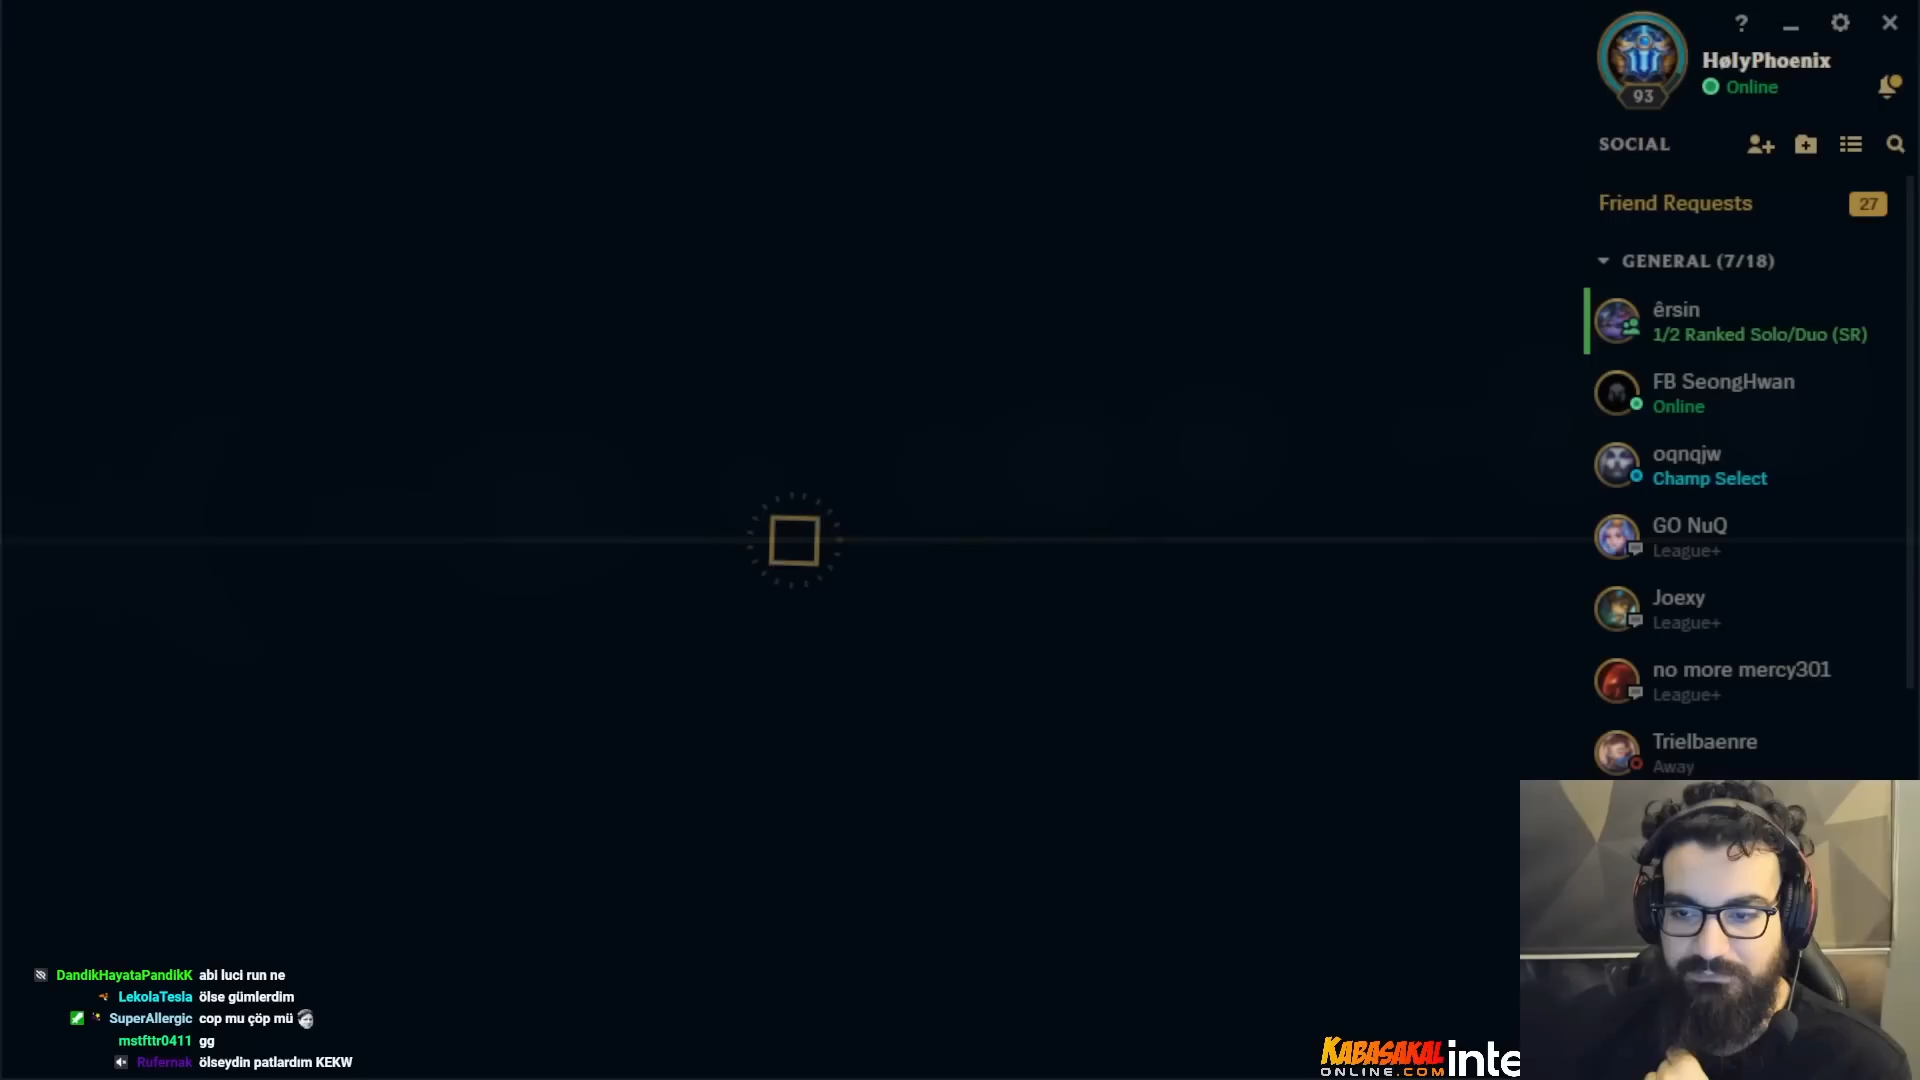 ?
HølyPhoenix
Online
93
SOCIAL
Friend Requests
27
GENERAL (7/18)
êrsin
1/2 Ranked Solo/Duo (SR)
FB SeongHwan
Online
oqnqjw
Champ Select
GO NuQ
League+
Joexy
League+
no more mercy301
League+
Trielbaenre
Away
DandikHayataPandikK abi luci run ne
LekolaTesla ölse gümlerdim
SuperAllergic cop mu çöp mü
mstfttr0411 gg
Rufernak ölseydin patlardım KEKW
KABASAKAL
ONLINE.COM
inte